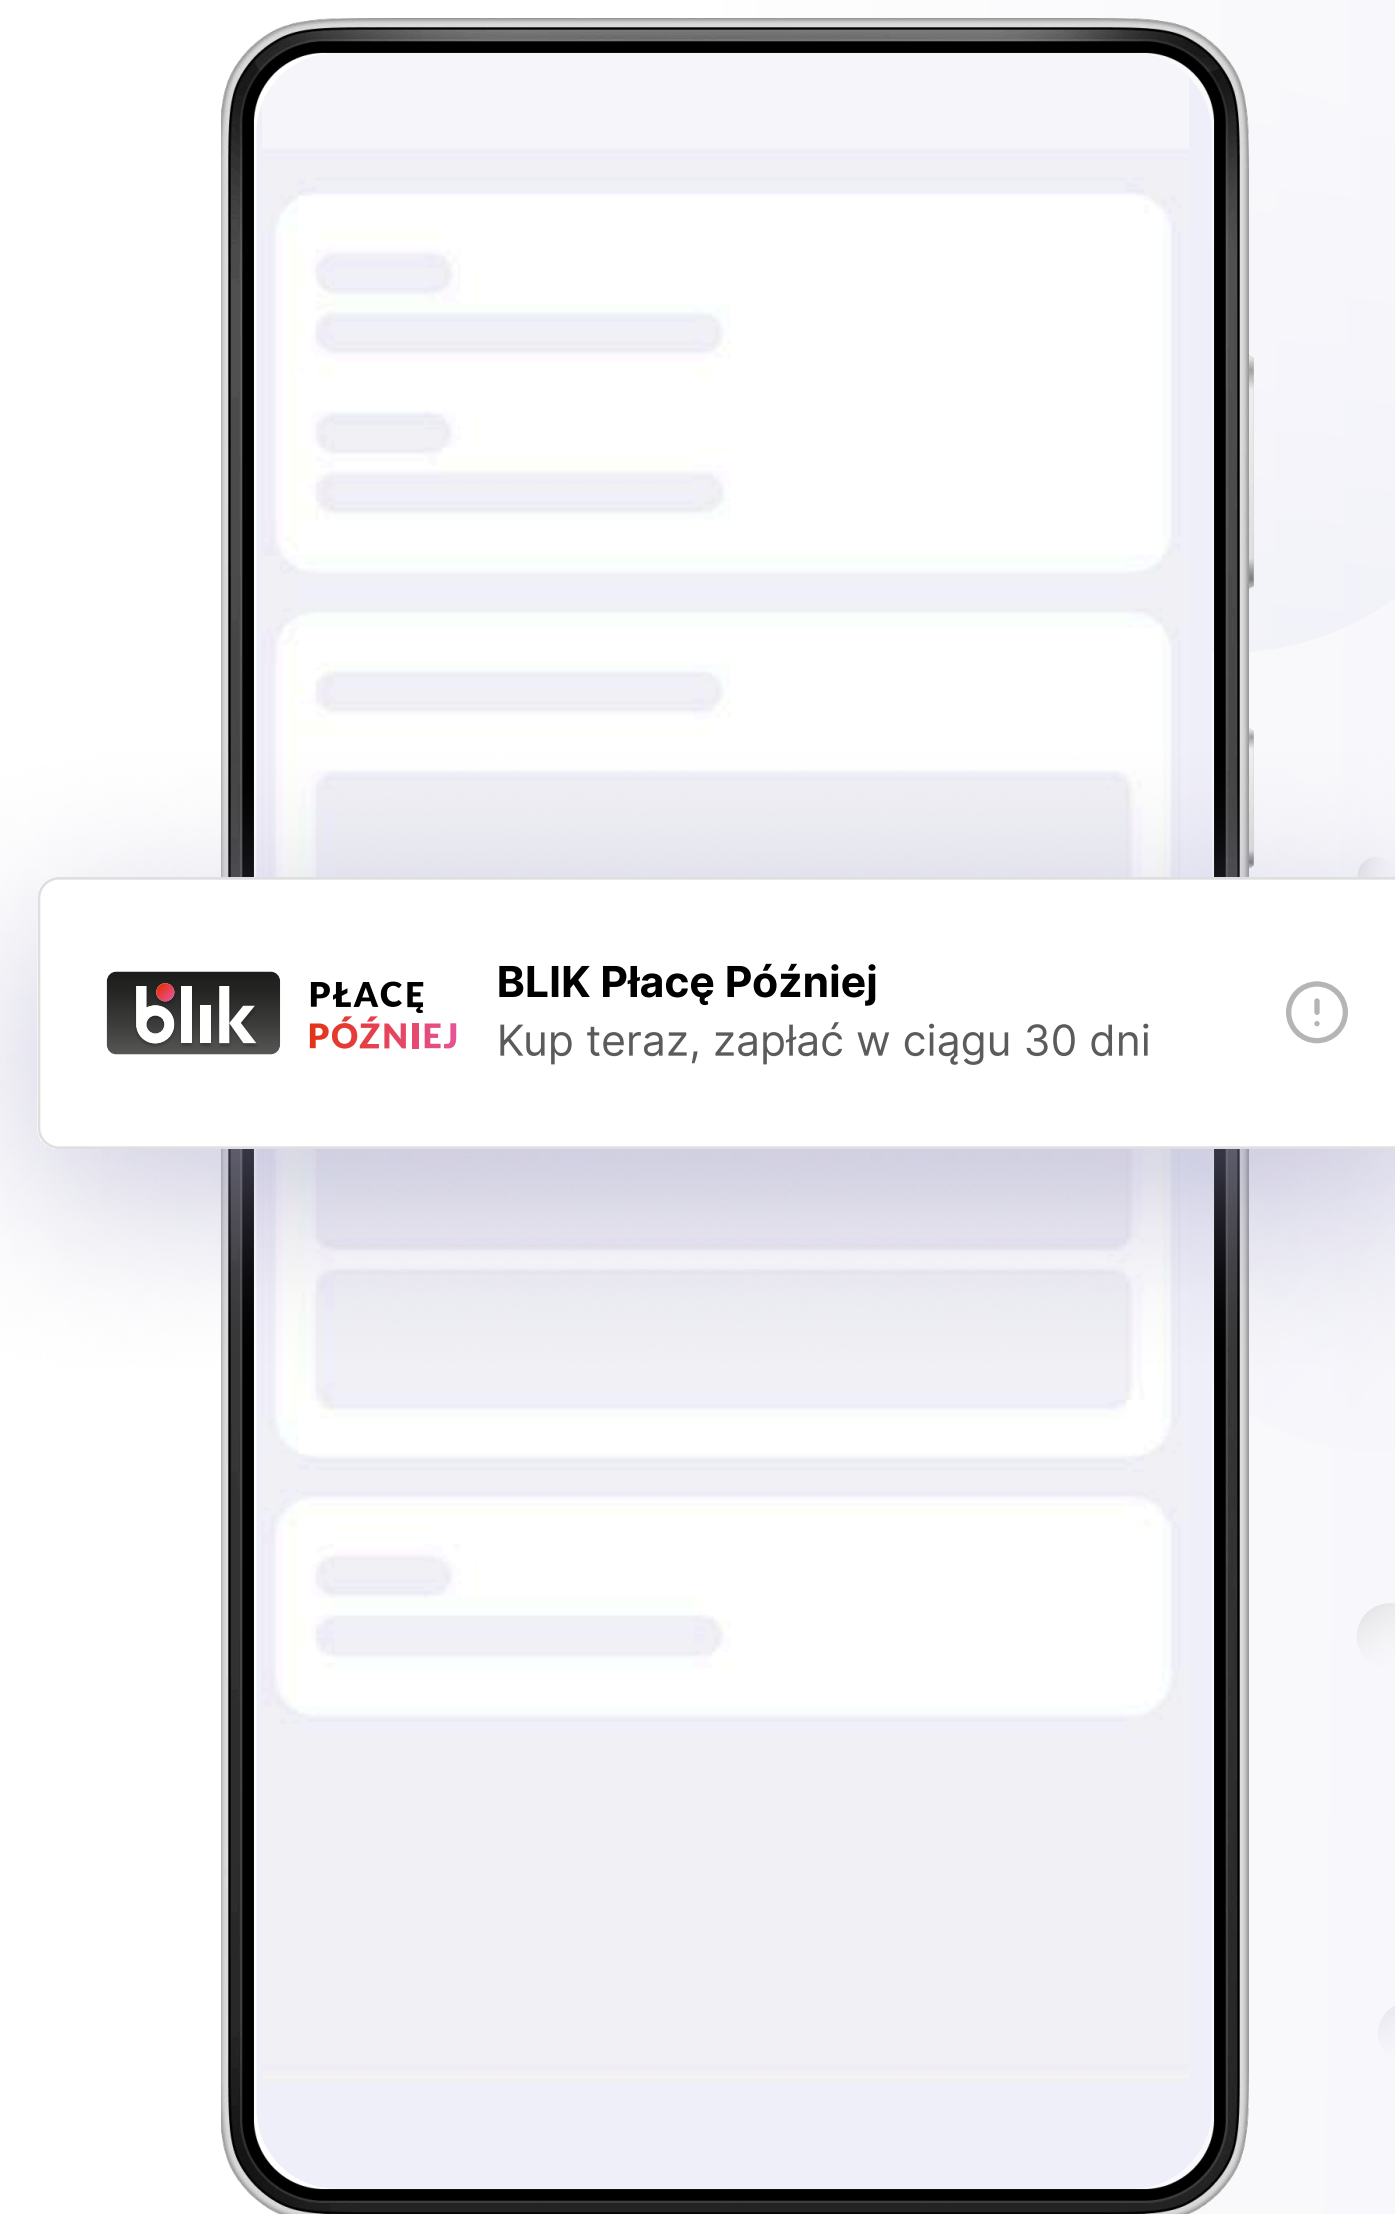 blik
PŁACĘ
PÓŹNIEJ
BLIK Płacę Później
Kup teraz, zapłać w ciągu 30 dni